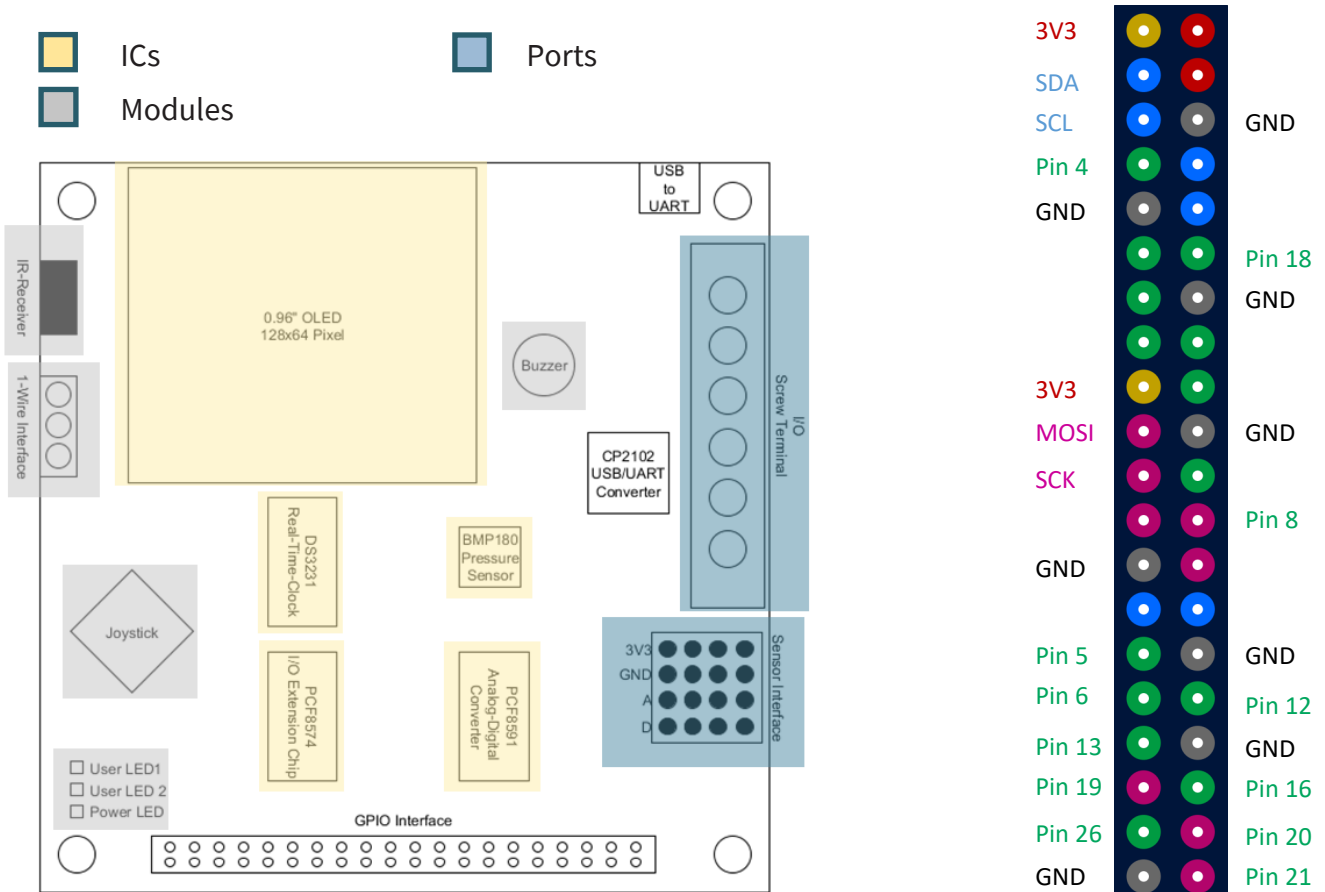 ICs
Ports
Modules
USB
to
UART
IR-Receiver
0.96" OLED
128x64 Pixel
Buzzer
I/O
Screw Terminal
1-Wire Interface
CP2102
USB/UART
Converter
DS3231
Real-Time-Clock
BMP180
Pressure
Sensor
Joystick
3V3
GND
A
D
Sensor Interface
PCF8574
I/O Extension Chip
PCF8591
Analog-Digital
Converter
User LED1
User LED 2
Power LED
GPIO Interface
3V3
SDA
SCL
GND
Pin 4
GND
Pin 18
GND
3V3
MOSI
GND
SCK
Pin 8
GND
Pin 5
GND
Pin 6
Pin 12
Pin 13
GND
Pin 19
Pin 16
Pin 26
Pin 20
GND
Pin 21